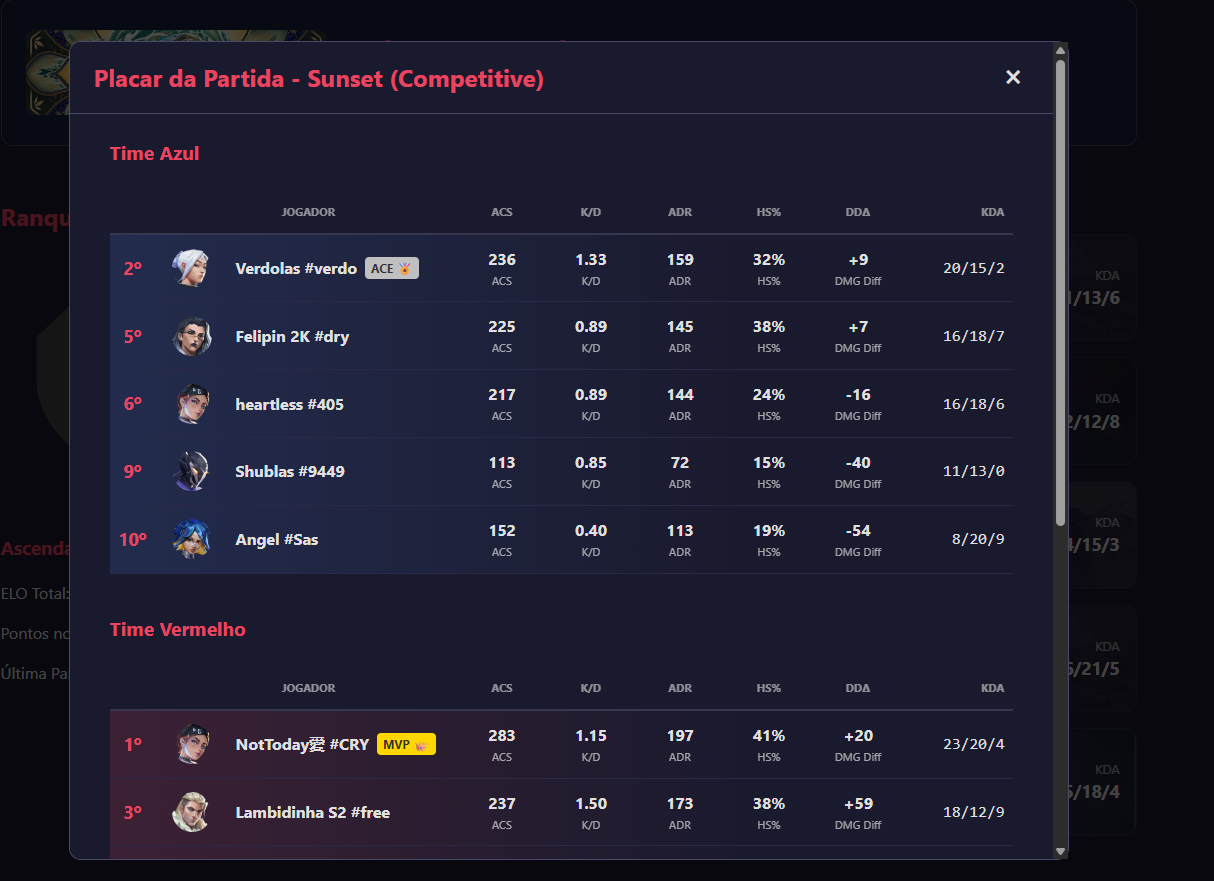 Placar da Partida - Sunset (Competitive) ×
Time Azul
JOGADOR ACS K/D ADR HS% DDΔ KDA
2º Verdolas #verdo ACE 236 1.33 159 32% +9 20/15/2
ACS K/D ADR HS% DMG Diff
5º Felipin 2K #dry 225 0.89 145 38% +7 16/18/7
ACS K/D ADR HS% DMG Diff
6º heartless #405 217 0.89 144 24% -16 16/18/6
ACS K/D ADR HS% DMG Diff
9º Shublas #9449 113 0.85 72 15% -40 11/13/0
ACS K/D ADR HS% DMG Diff
10º Angel #Sas 152 0.40 113 19% -54 8/20/9
ACS K/D ADR HS% DMG Diff
Time Vermelho
JOGADOR ACS K/D ADR HS% DDΔ KDA
1º NotToday愛 #CRY MVP 283 1.15 197 41% +20 23/20/4
ACS K/D ADR HS% DMG Diff
3º Lambidinha S2 #free 237 1.50 173 38% +59 18/12/9
ACS K/D ADR HS% DMG Diff
Ranqu
Ascenda
ELO Total:
Pontos no
Última Pa
KDA
/13/6
KDA
2/12/8
KDA
/15/3
KDA
/21/5
KDA
/18/4